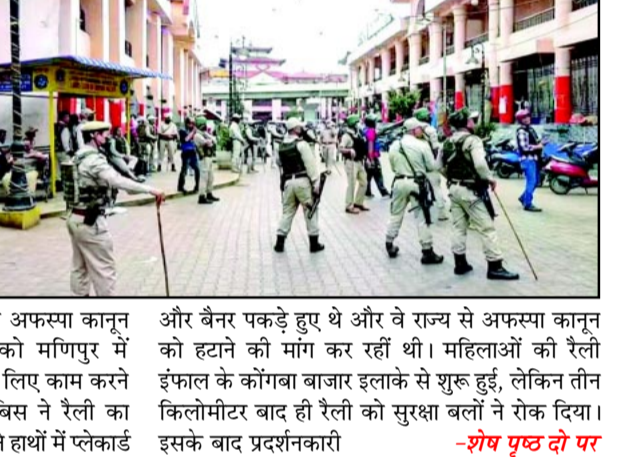 अफस्पा कानून
को मणिपुर में
लिए काम करने
ने रैली का
हाथों में प्लेकार्ड
और बैनर पकड़े हुए थे और वे राज्य से अफस्पा कानून
को हटाने की मांग कर रहीं थी। महिलाओं की रैली
इंफाल के कोंगबा बाजार इलाके से शुरू हुई, लेकिन तीन
किलोमीटर बाद ही रैली को सुरक्षा बलों ने रोक दिया।
इसके बाद प्रदर्शनकारी –शेष पृष्ठ दो पर